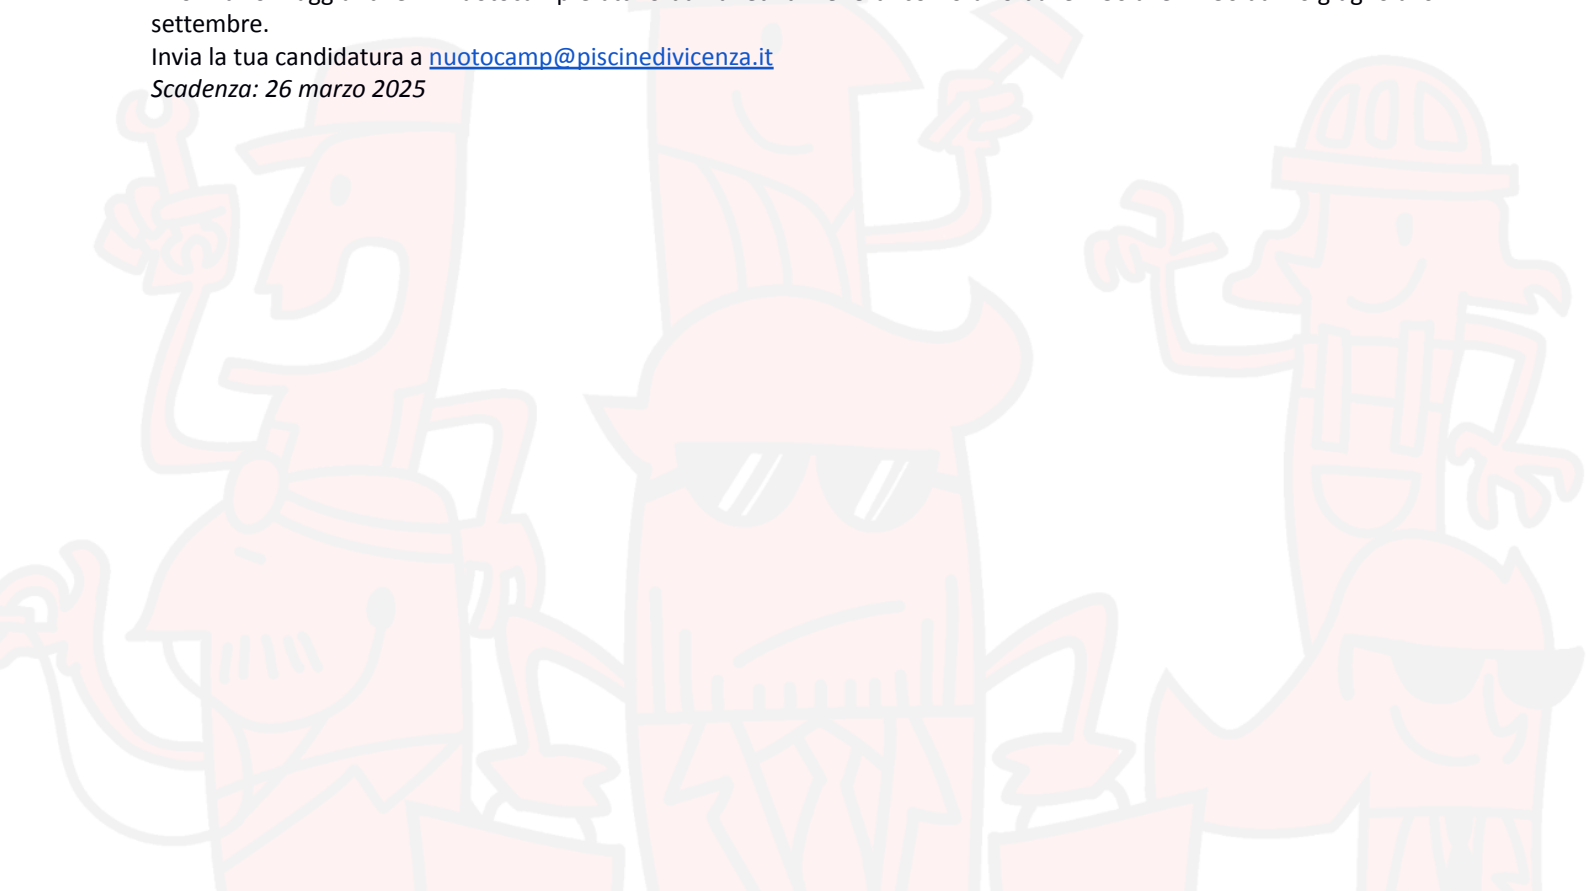 settembre.
Invia la tua candidatura a nuotocamp@piscinedivicenza.it
Scadenza: 26 marzo 2025